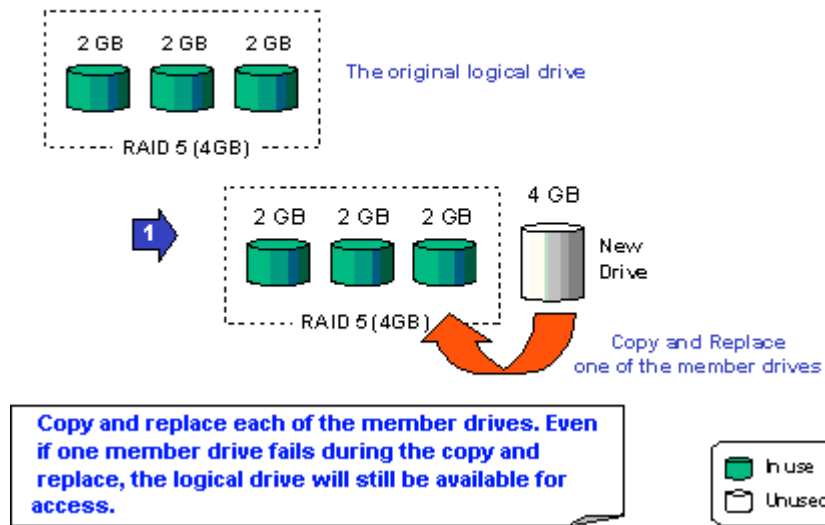 2 GB 2 GB 2 GB
The original logical drive
RAID 5 (4GB)
1
2 GB 2 GB 2 GB
4 GB
New
Drive
RAID 5 (4GB)
Copy and Replace
one of the member drives
Copy and replace each of the member drives. Even
if one member drive fails during the copy and
replace, the logical drive will still be available for
access.
In use
Unused